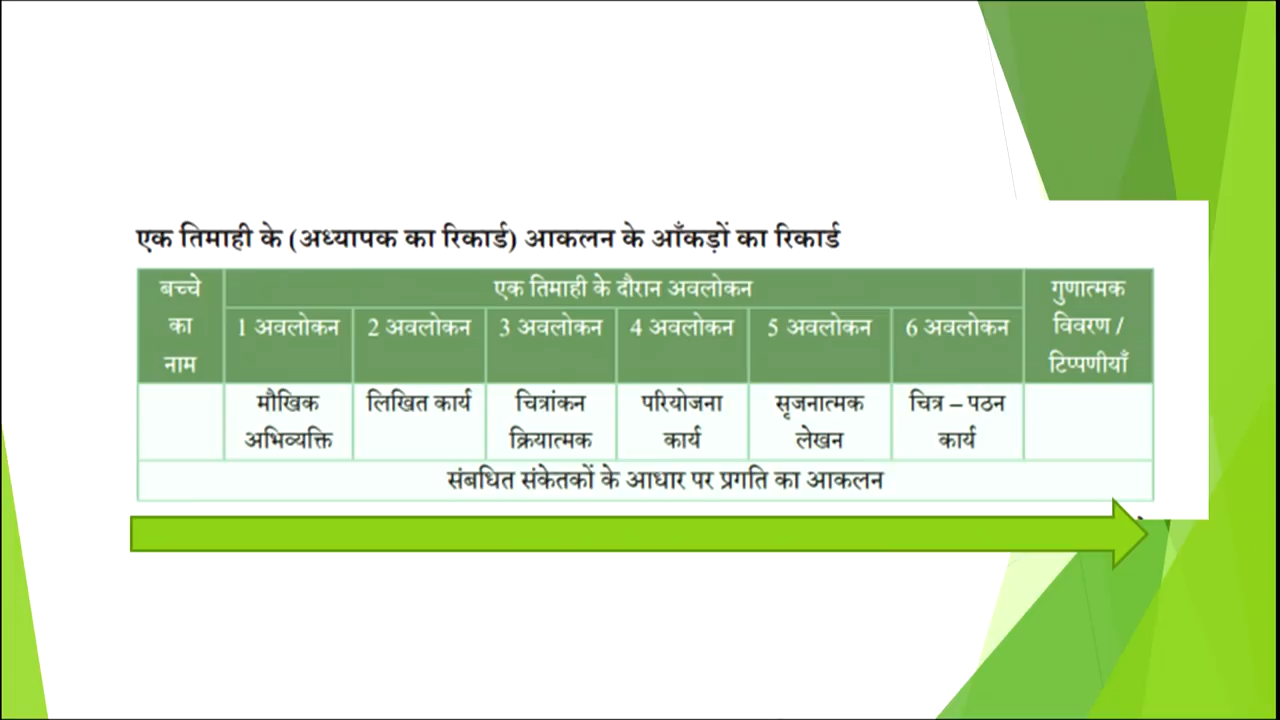 एक तिमाही के (अध्यापक का रिकार्ड) आकलन के आँकड़ों का रिकार्ड
बच्चे का नाम
एक तिमाही के दौरान अवलोकन
गुणात्मक विवरण / टिप्पणीयाँ
1 अवलोकन
2 अवलोकन
3 अवलोकन
4 अवलोकन
5 अवलोकन
6 अवलोकन
मौखिक अभिव्यक्ति
लिखित कार्य
चित्रांकन क्रियात्मक
परियोजना कार्य
सृजनात्मक लेखन
चित्र – पठन कार्य
संबधित संकेतकों के आधार पर प्रगति का आकलन